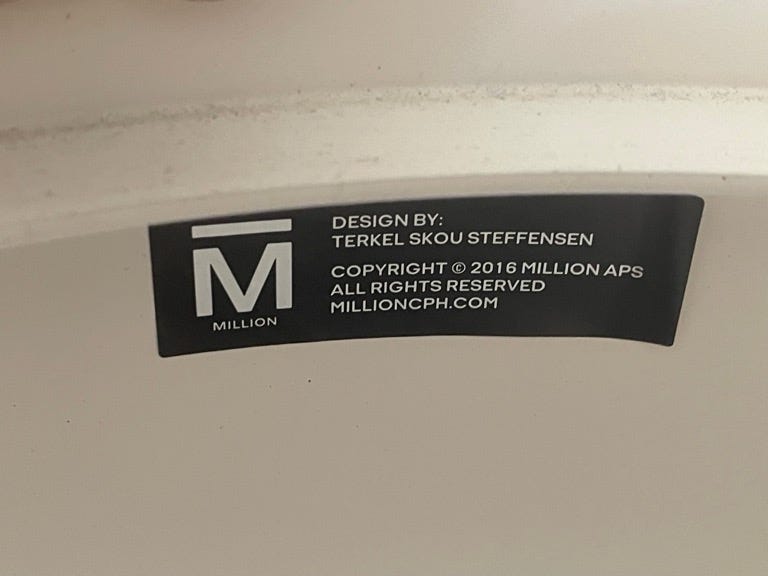 M
MILLION
DESIGN BY:
TERKEL SKOU STEFFENSEN
COPYRIGHT © 2016 MILLION APS
ALL RIGHTS RESERVED
MILLIONCPH.COM